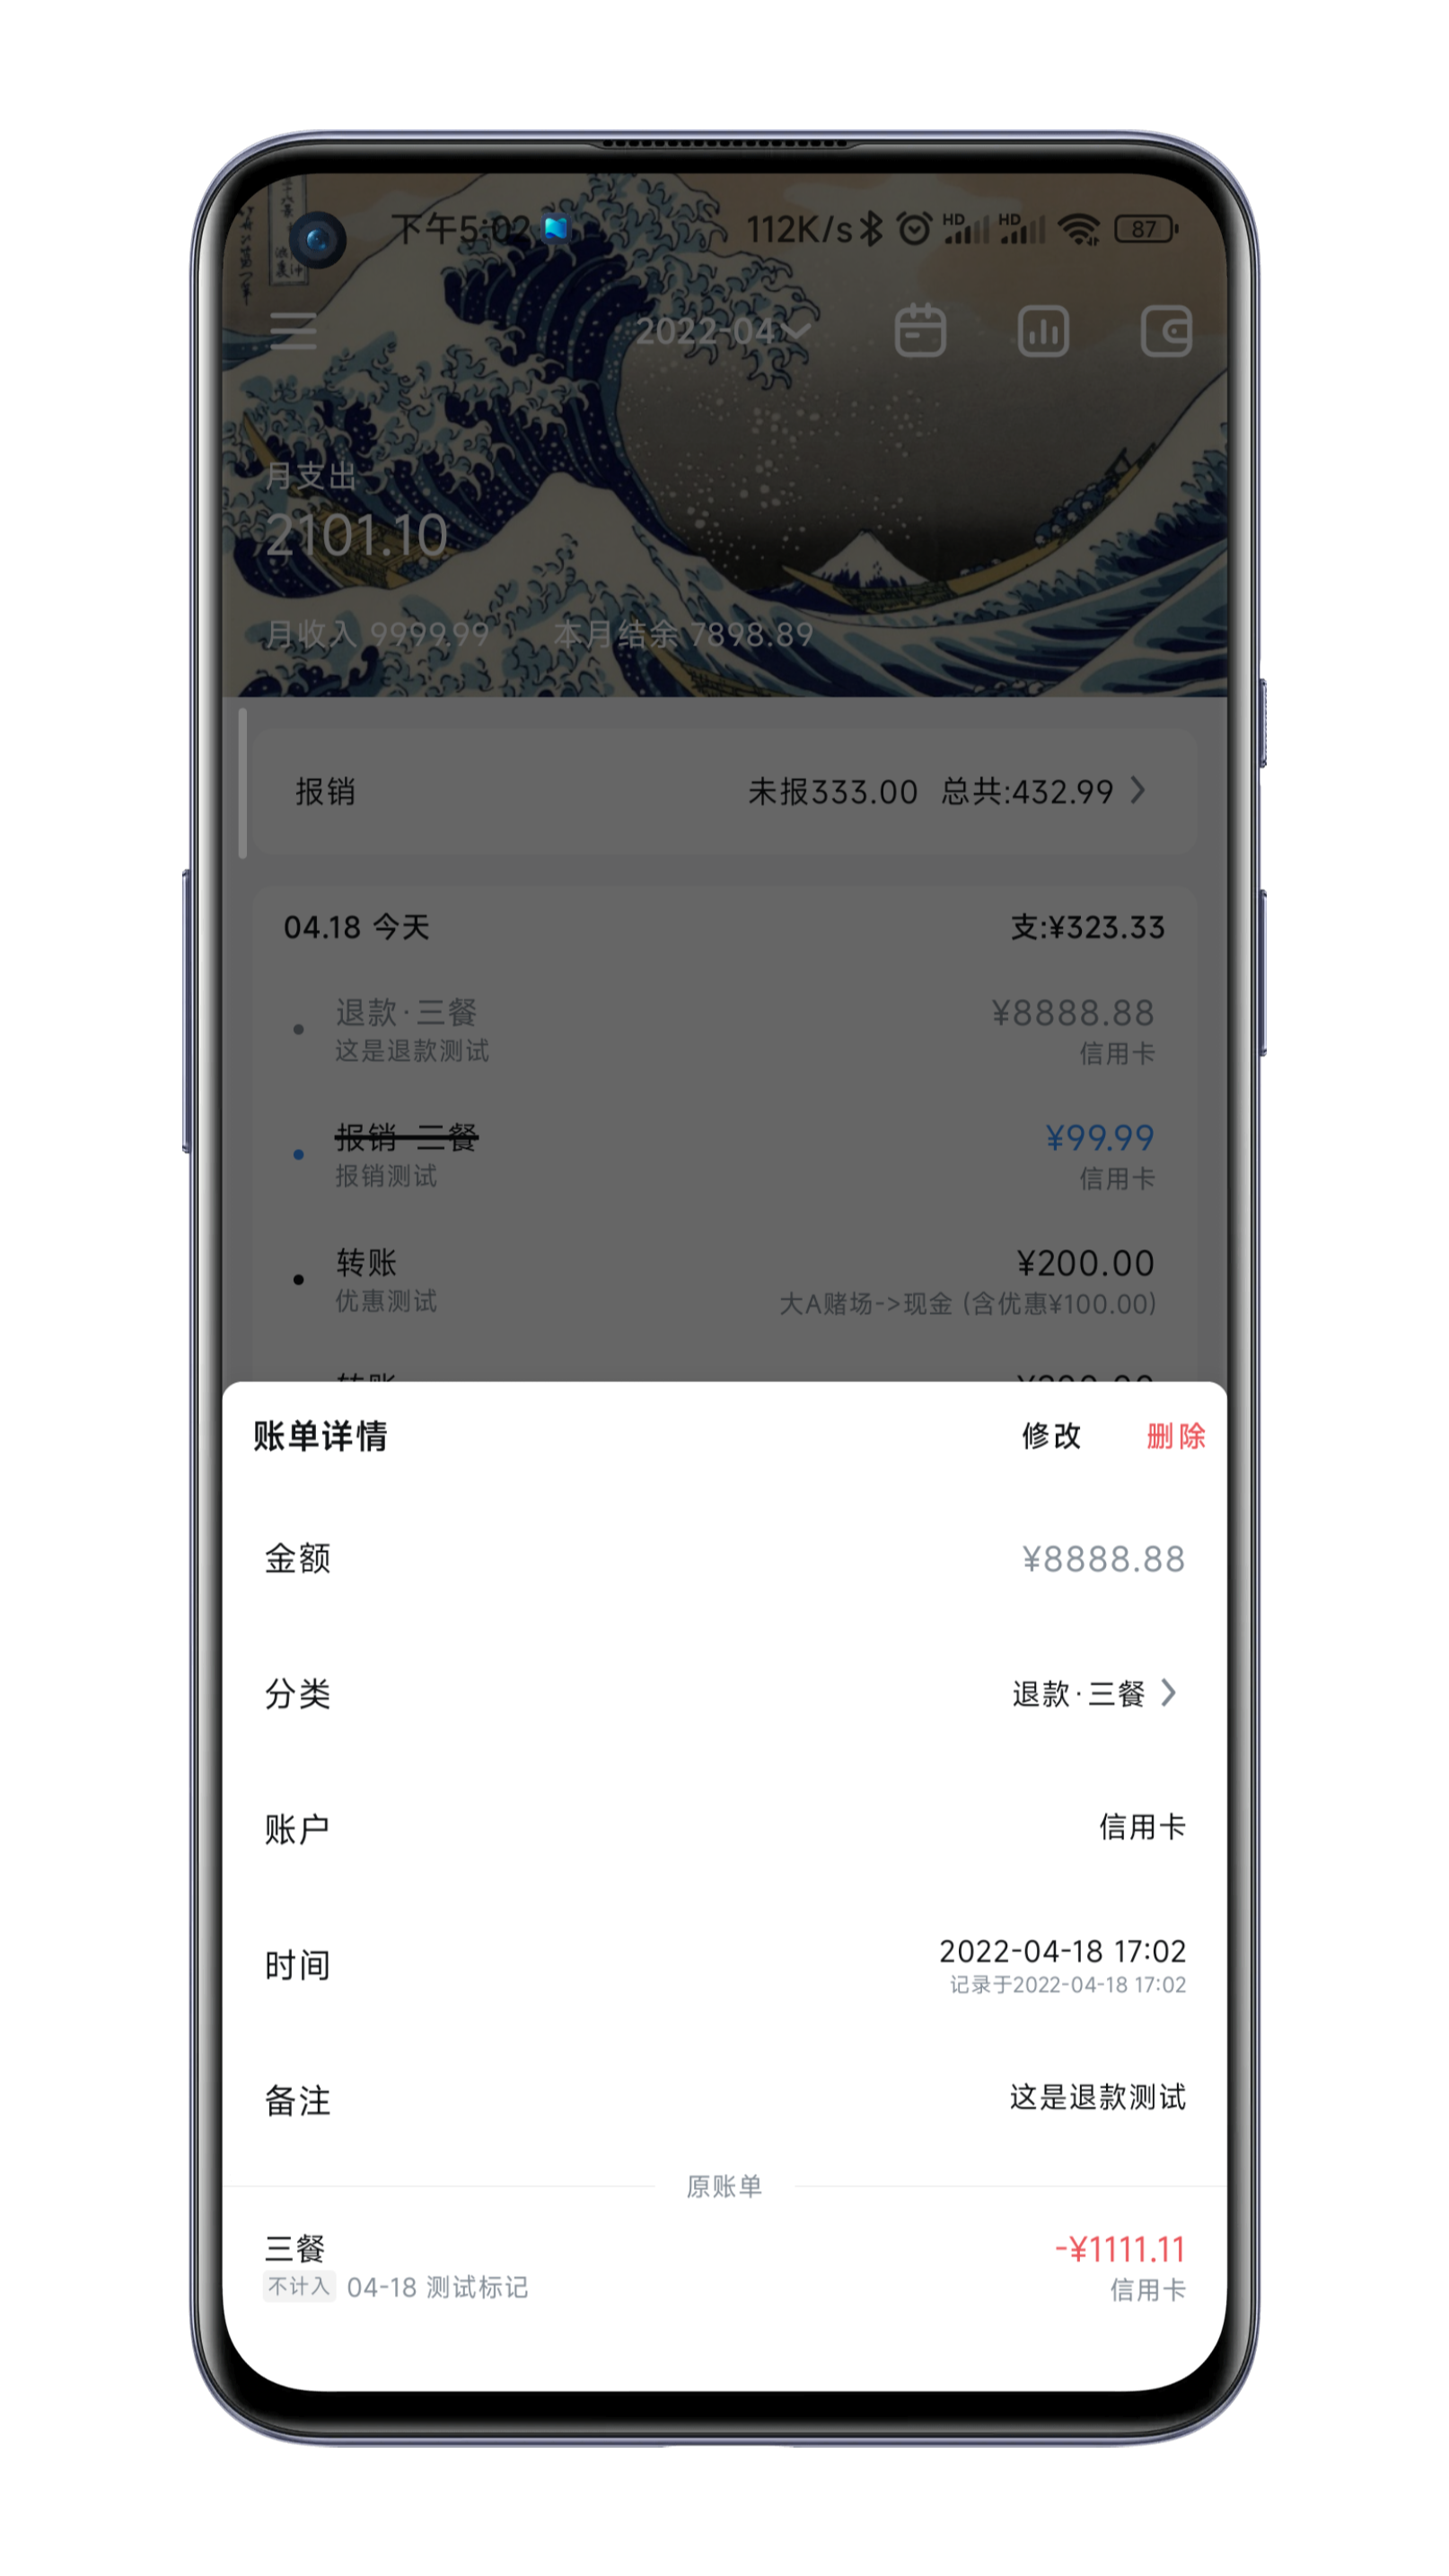 下午5:02 112K/s HD HD 87
2022-04
月支出
2101.10
月收入 9999.99 本月结余 7898.89
报销 未报333.00 总共:432.99
04.18 今天 支:¥323.33
退款·三餐 ¥8888.88
这是退款测试 信用卡
报销·三餐 ¥99.99
报销测试 信用卡
转账 ¥200.00
优惠测试 大A赌场->现金 (含优惠¥100.00)
账单详情 修改 删除
金额 ¥8888.88
分类 退款·三餐
账户 信用卡
时间 2022-04-18 17:02
记录于2022-04-18 17:02
备注 这是退款测试
原账单
三餐 -¥1111.11
不计入 04-18 测试标记 信用卡